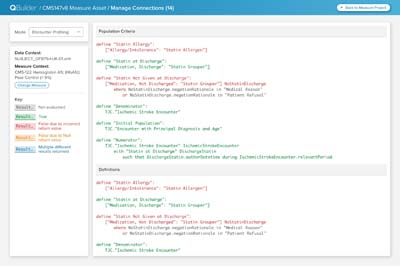 QBuilder / CMS147v6 Measure Asset / Manage Connections (14)
Back to Measure Project
Mode Encounter Profiling
Data Context:
Measure Context:
CMS-122: Hemoglobin A1c (HbA1c)
Poor Control (> 9%)
Change Measure
Key:
Result… Not evaluated
Result… True
Result… False due to incorrect
return value
Result… False due to Null
return value
Result… Multiple different
results returned
Population Criteria
define "Statin Allergy":
["Allergy/Intolerance": "Statin Allergen"]
define "Statin at Discharge":
["Medication, Discharge": "Statin Grouper"]
define "Statin Not Given at Discharge":
["Medication, Not Discharged": "Statin Grouper"] NoStatinDischarge
where NoStatinDischarge.negationRationale in "Medical Reason"
or NoStatinDischarge.negationRationale in "Patient Refusal"
define "Denominator":
TJC."Ischemic Stroke Encounter"
define "Initial Population":
TJC."Encounter with Principal Diagnosis and Age"
define "Numerator":
TJC."Ischemic Stroke Encounter" IschemicStrokeEncounter
with "Statin at Discharge" DischargeStatin
such that DischargeStatin.authorDatetime during IschemicStrokeEncounter.relevantPeriod
Definitions
define "Statin Allergy":
["Allergy/Intolerance": "Statin Allergen"]
define "Statin at Discharge":
["Medication, Discharge": "Statin Grouper"]
define "Statin Not Given at Discharge":
["Medication, Not Discharged": "Statin Grouper"] NoStatinDischarge
where NoStatinDischarge.negationRationale in "Medical Reason"
or NoStatinDischarge.negationRationale in "Patient Refusal"
define "Denominator":
TJC."Ischemic Stroke Encounter"